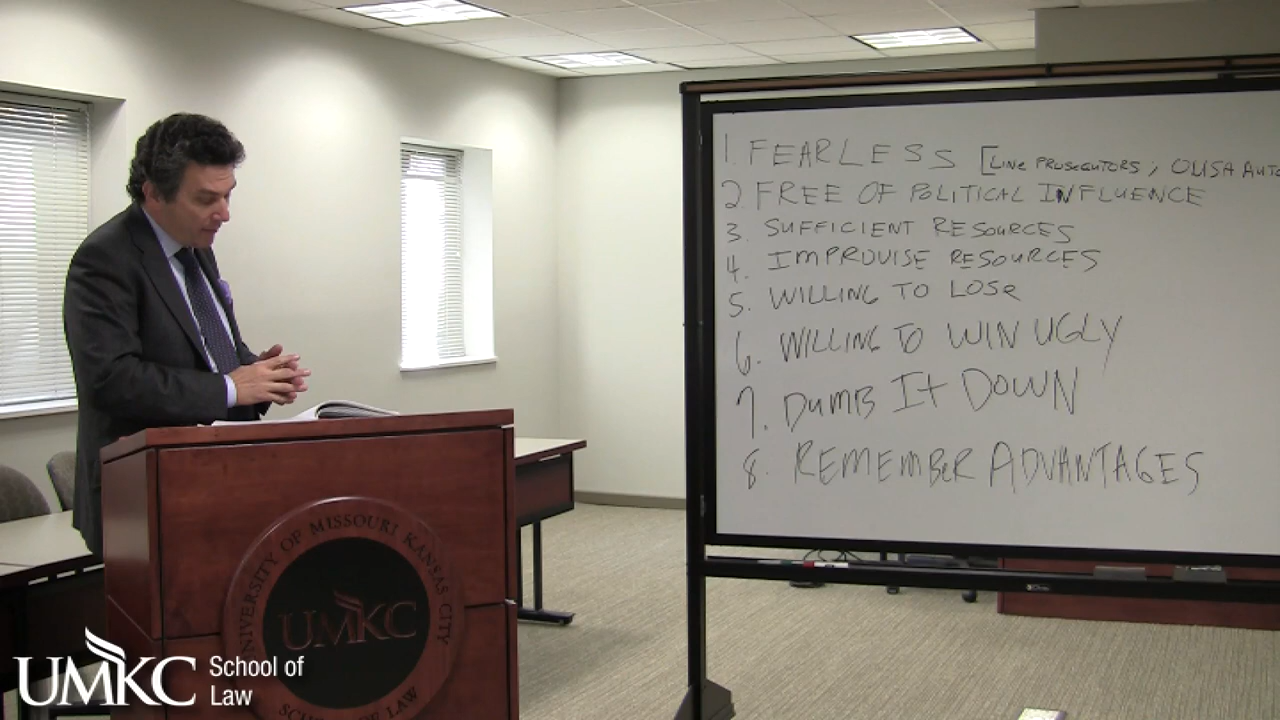 1. FEARLESS [LINE PROSECUTORS;
2. FREE OF POLITICAL INFLUENCE
3. SUFFICIENT RESOURCES
4. IMPROVISE RESOURCES
5. WILLING TO LOSE
6. WILLING TO WIN UGLY
7. DUMB IT DOWN
8. REMEMBER ADVANTAGES
UNIVERSITY OF MISSOURI KANSAS CITY
UMKC
SCHOOL OF LAW
UMKC School of
Law